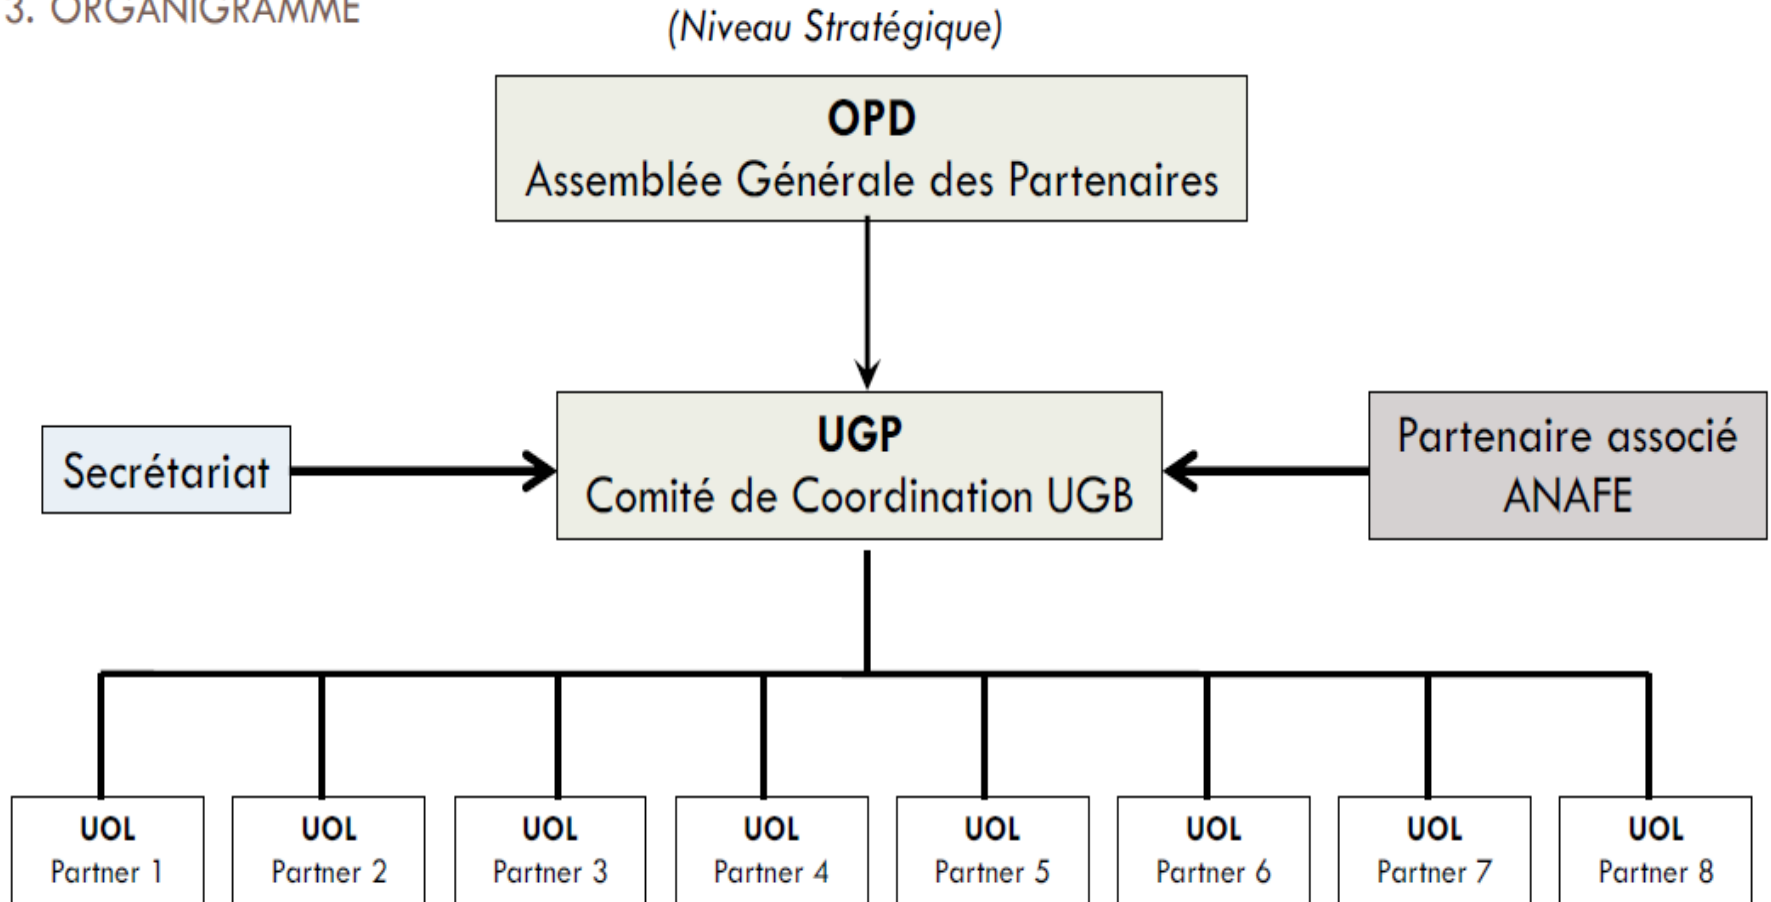 3. ORGANIGRAMME
(Niveau Stratégique)
OPD
Assemblée Générale des Partenaires
Secrétariat
UGP
Comité de Coordination UGB
Partenaire associé
ANAFE
UOL
Partner 1
UOL
Partner 2
UOL
Partner 3
UOL
Partner 4
UOL
Partner 5
UOL
Partner 6
UOL
Partner 7
UOL
Partner 8